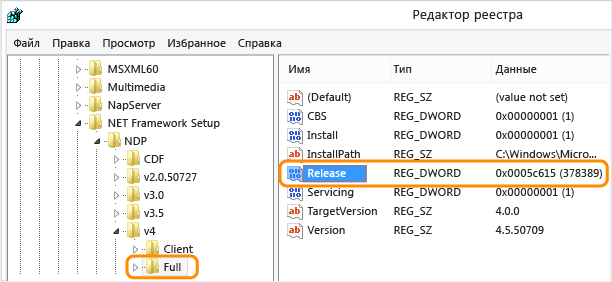 Редактор реестра
Файл Правка Просмотр Избранное Справка
MSXML60
Multimedia
NapServer
NET Framework Setup
NDP
CDF
v2.0.50727
v3.0
v3.5
v4
Client
Full
Имя Тип Данные
(Default) REG_SZ (value not set)
CBS REG_DWORD 0x00000001 (1)
Install REG_DWORD 0x00000001 (1)
InstallPath REG_SZ C:\Windows\Micro...
Release REG_DWORD 0x0005c615 (378389)
Servicing REG_DWORD 0x00000001 (1)
TargetVersion REG_SZ 4.0.0
Version REG_SZ 4.5.50709